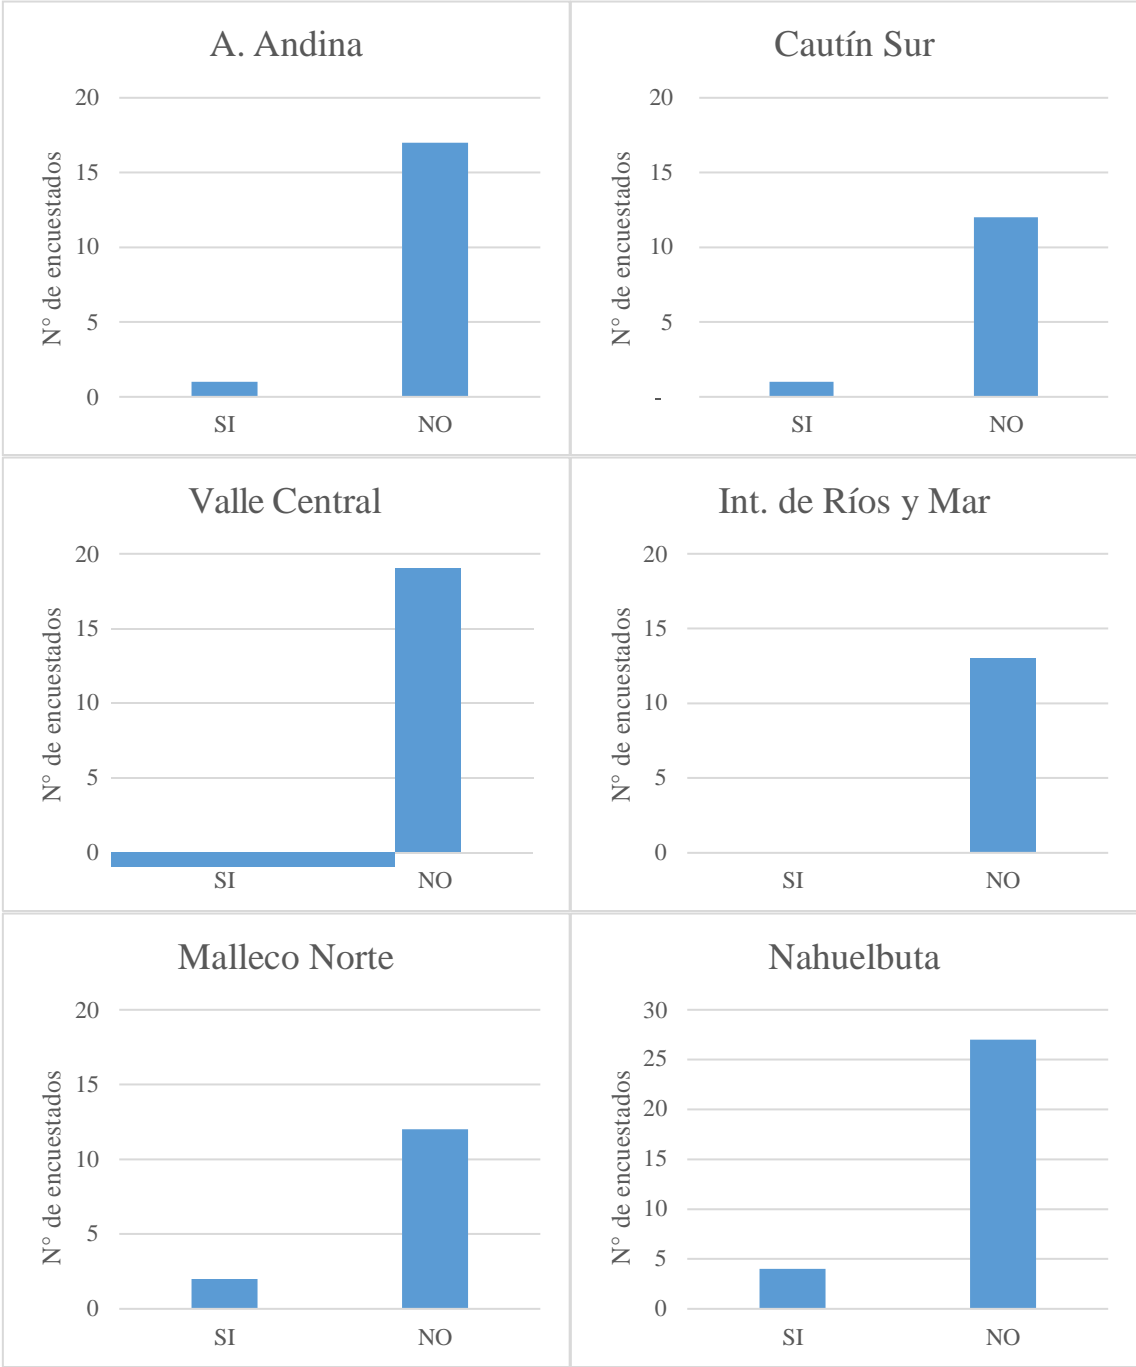 A. Andina
N° de encuestados
20
15
10
5
0
SI NO
Cautín Sur
N° de encuestados
20
15
10
5
-
SI NO
Valle Central
N° de encuestados
20
15
10
5
0
SI NO
Int. de Ríos y Mar
N° de encuestados
20
15
10
5
0
SI NO
Malleco Norte
N° de encuestados
20
15
10
5
0
SI NO
Nahuelbuta
N° de encuestados
30
25
20
15
10
5
0
SI NO